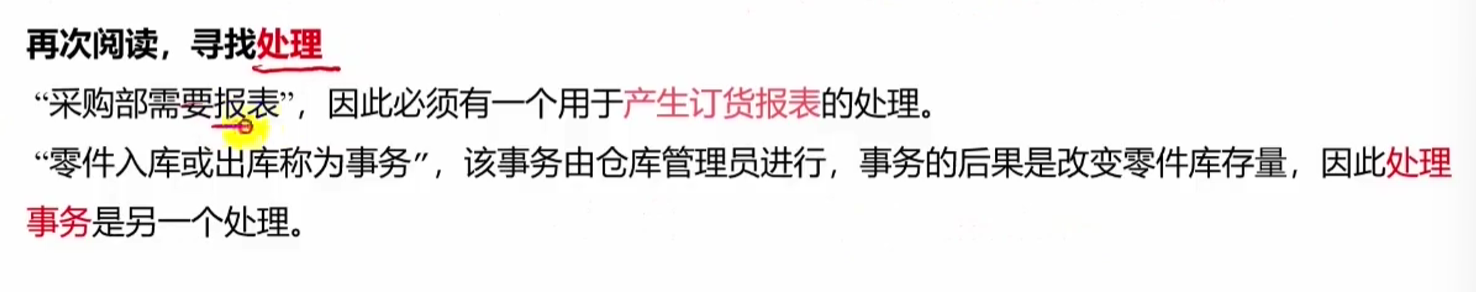 再次阅读，寻找处理
“采购部需要报表”，因此必须有一个用于产生订货报表的处理。
“零件入库或出库称为事务”，该事务由仓库管理员进行，事务的后果是改变零件库存量，因此处理
事务是另一个处理。